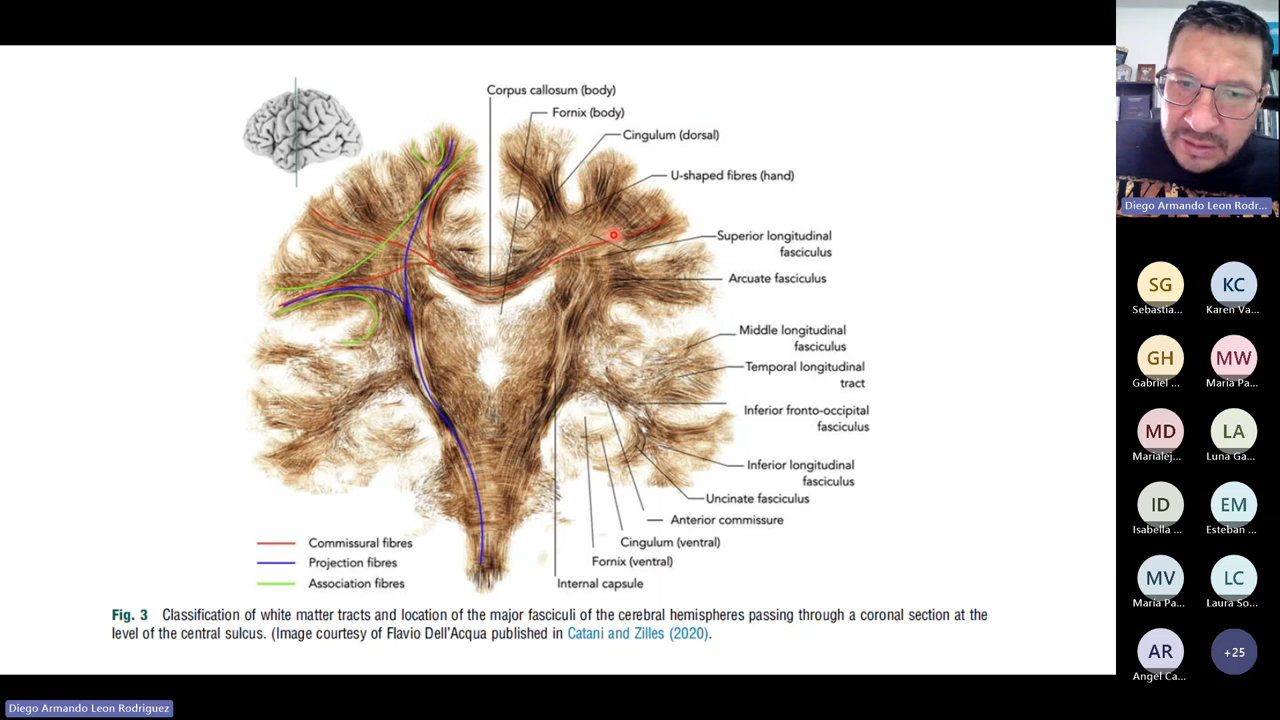 Corpus callosum (body)
Fornix (body)
Cingulum (dorsal)
U-shaped fibres (hand)
Superior longitudinal
fasciculus
Arcuate fasciculus
Middle longitudinal
fasciculus
Temporal longitudinal
tract
Inferior fronto-occipital
fasciculus
Inferior longitudinal
fasciculus
Uncinate fasciculus
Anterior commissure
Cingulum (ventral)
Fornix (ventral)
Internal capsule
Commissural fibres
Projection fibres
Association fibres
Fig. 3 Classification of white matter tracts and location of the major fasciculi of the cerebral hemispheres passing through a coronal section at the
level of the central sulcus. (Image courtesy of Flavio Dell'Acqua published in Catani and Zilles (2020).
Diego Armando Leon Rodriguez
Diego Armando Leon Rodr...
SG
Sebastia...
KC
Karen Va...
GH
Gabriel ...
MW
Maria Pa...
MD
Marialej...
LA
Luna Ga...
ID
Isabella ...
EM
Esteban ...
MV
Maria Pa...
LC
Laura So...
AR
Angel Ca...
+25